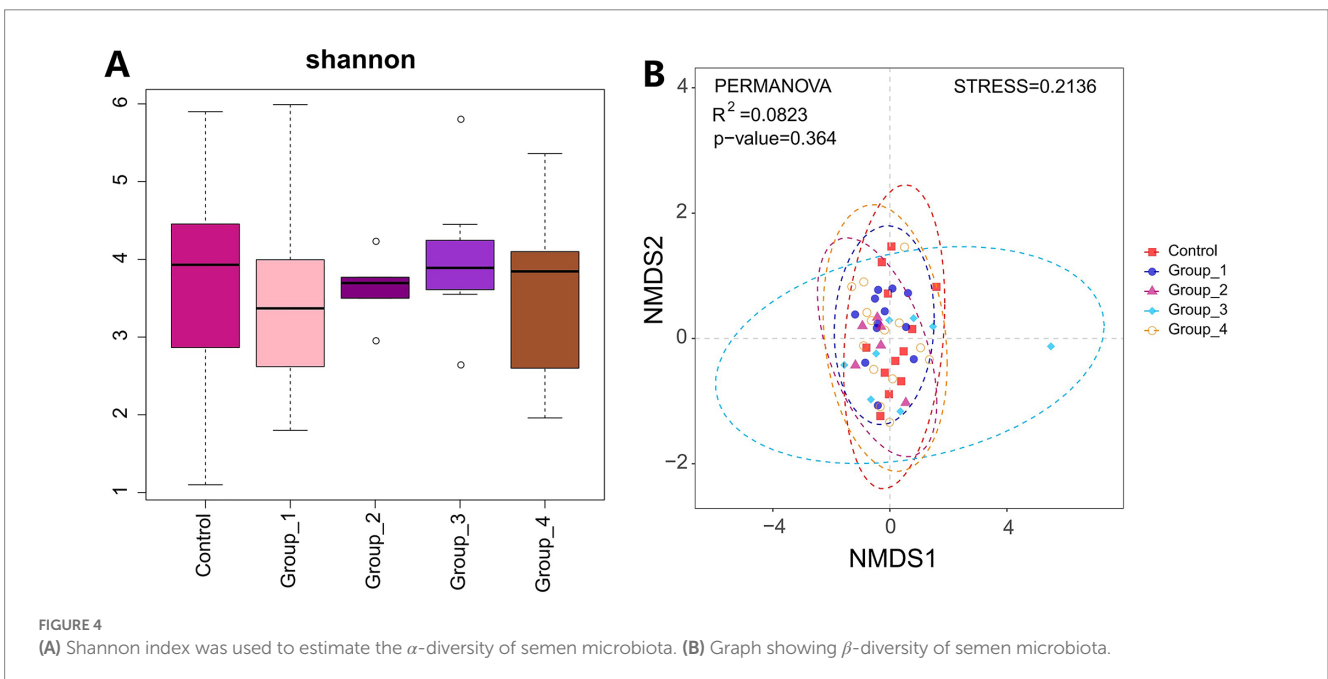 A
shannon
6
5
4
3
2
1
Control
Group_1
Group_2
Group_3
Group_4
B
PERMANOVA
R² =0.0823
p−value=0.364
STRESS=0.2136
4
2
0
−2
NMDS2
−4
0
4
NMDS1
Control
Group_1
Group_2
Group_3
Group_4
FIGURE 4
(A) Shannon index was used to estimate the α-diversity of semen microbiota. (B) Graph showing β-diversity of semen microbiota.